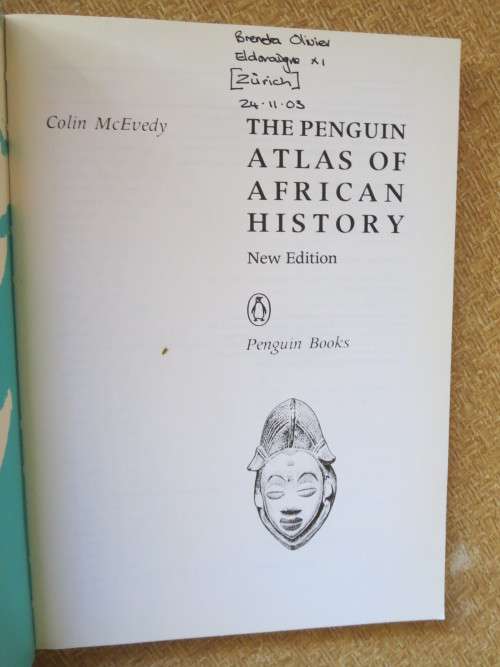 Brenda Olivier
Eldoraigne x1
[Zürich]
24·11·03
Colin McEvedy
THE PENGUIN
ATLAS OF
AFRICAN
HISTORY
New Edition
Penguin Books